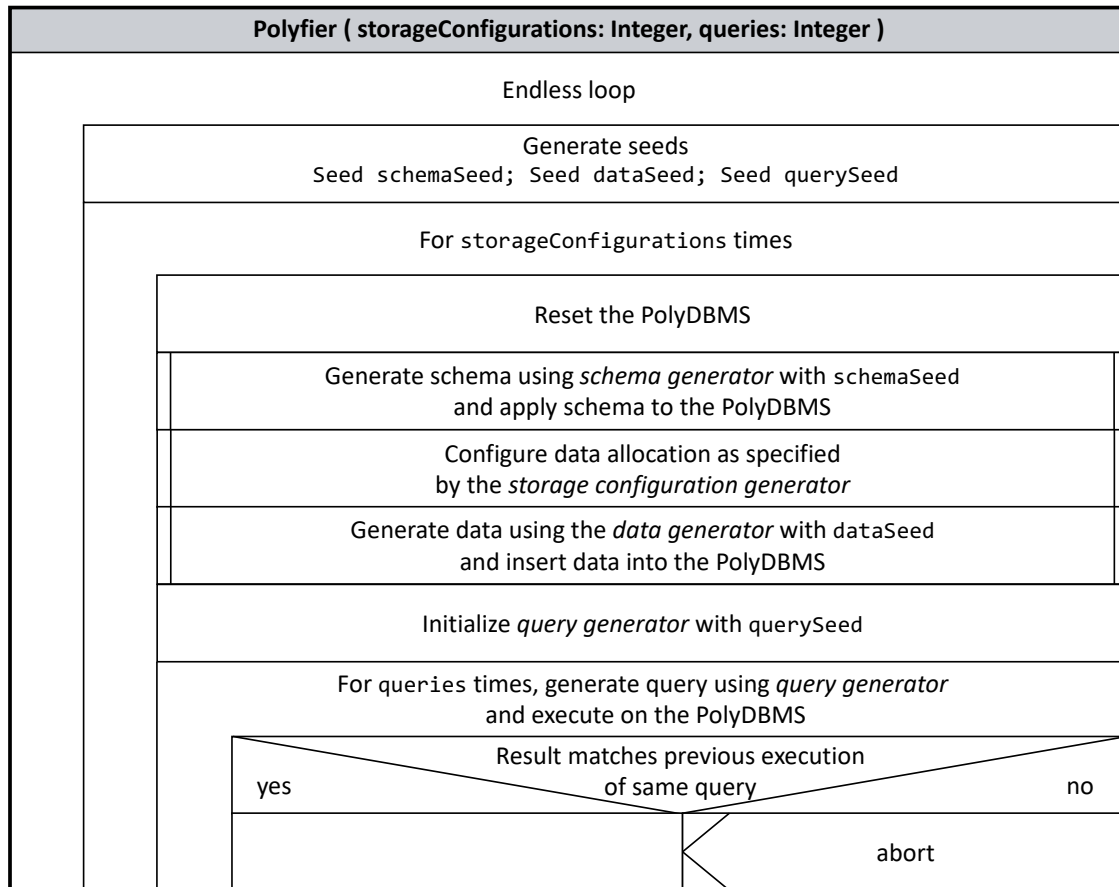 Polyfier ( storageConfigurations: Integer, queries: Integer )
Endless loop
Generate seeds
Seed schemaSeed; Seed dataSeed; Seed querySeed
For storageConfigurations times
Reset the PolyDBMS
Generate schema using schema generator with schemaSeed
and apply schema to the PolyDBMS
Configure data allocation as specified
by the storage configuration generator
Generate data using the data generator with dataSeed
and insert data into the PolyDBMS
Initialize query generator with querySeed
For queries times, generate query using query generator
and execute on the PolyDBMS
Result matches previous execution
of same query
yes
no
abort